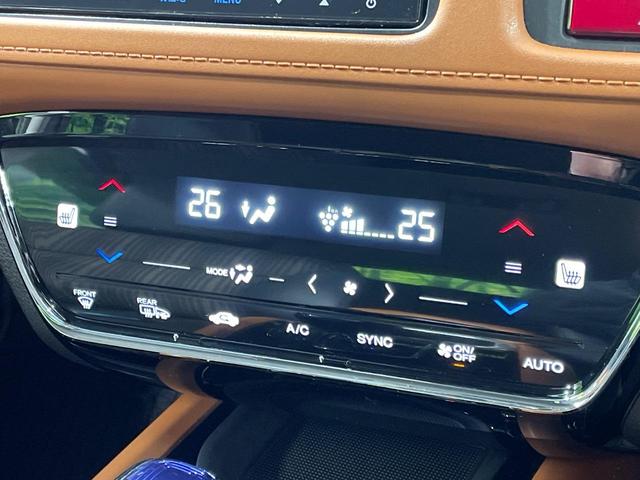 MENU
26 25
MODE
FRONT
REAR
A/C
SYNC
ON/
OFF
AUTO